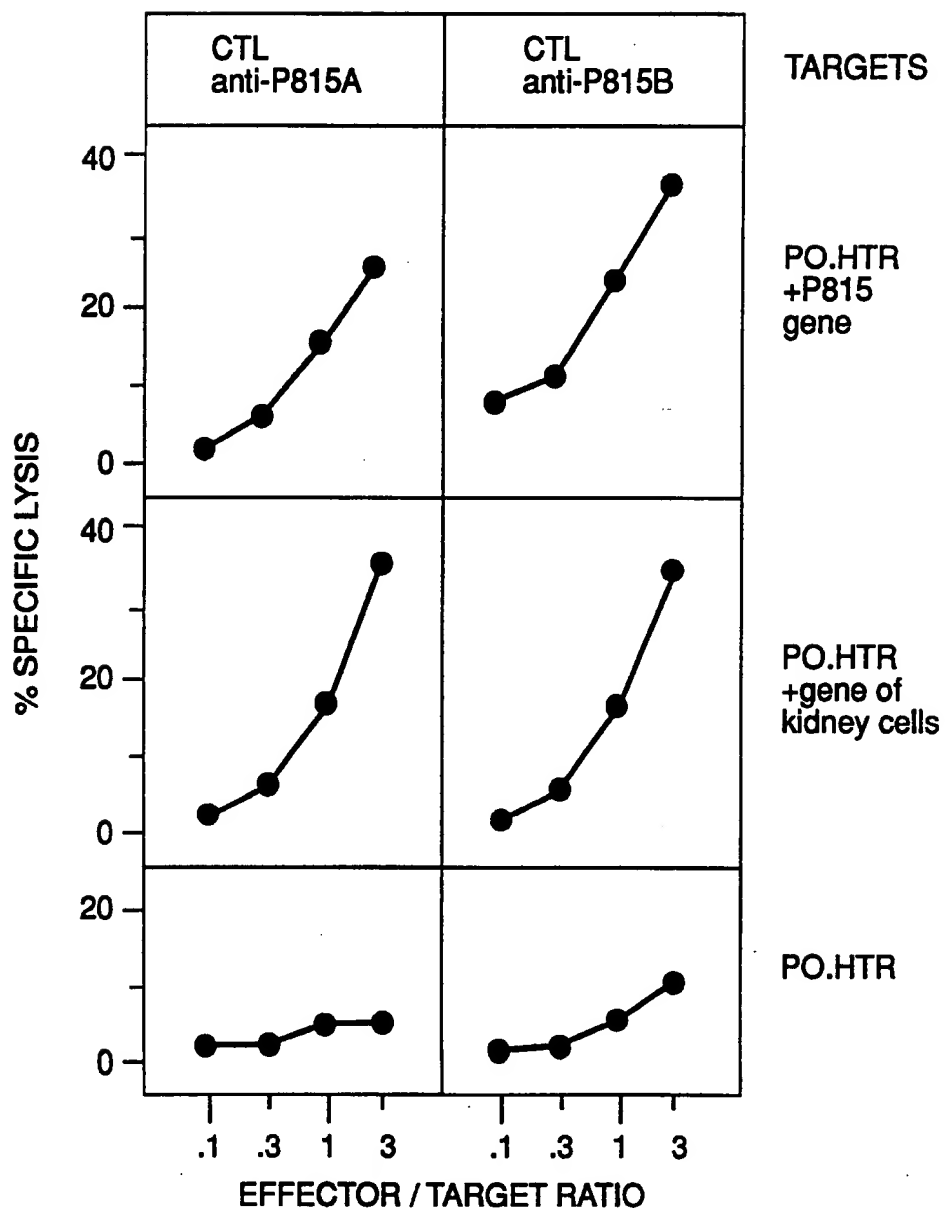 CTL
anti-P815A
CTL
anti-P815B
TARGETS
40
20
0
PO.HTR
+P815
gene
% SPECIFIC LYSIS
40
20
0
PO.HTR
+gene of
kidney cells
20
0
PO.HTR
.1 .3 1 3 .1 .3 1 3
EFFECTOR / TARGET RATIO